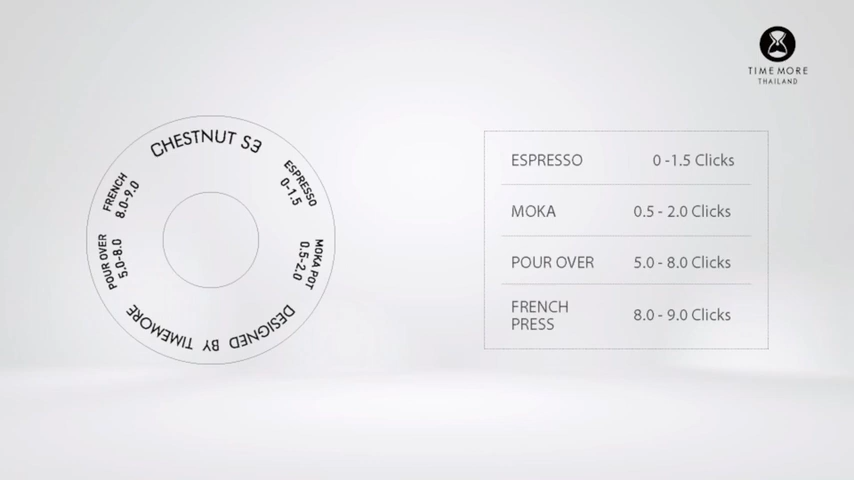 TIMEMORE
THAILAND
CHESTNUT S3
ESPRESSO
0-1.5
MOKA POT
0.5-2.0
DESIGNED BY TIMEMORE
POUR OVER
5.0-8.0
FRENCH
8.0-9.0
ESPRESSO 0 -1.5 Clicks
MOKA 0.5 - 2.0 Clicks
POUR OVER 5.0 - 8.0 Clicks
FRENCH
PRESS 8.0 - 9.0 Clicks